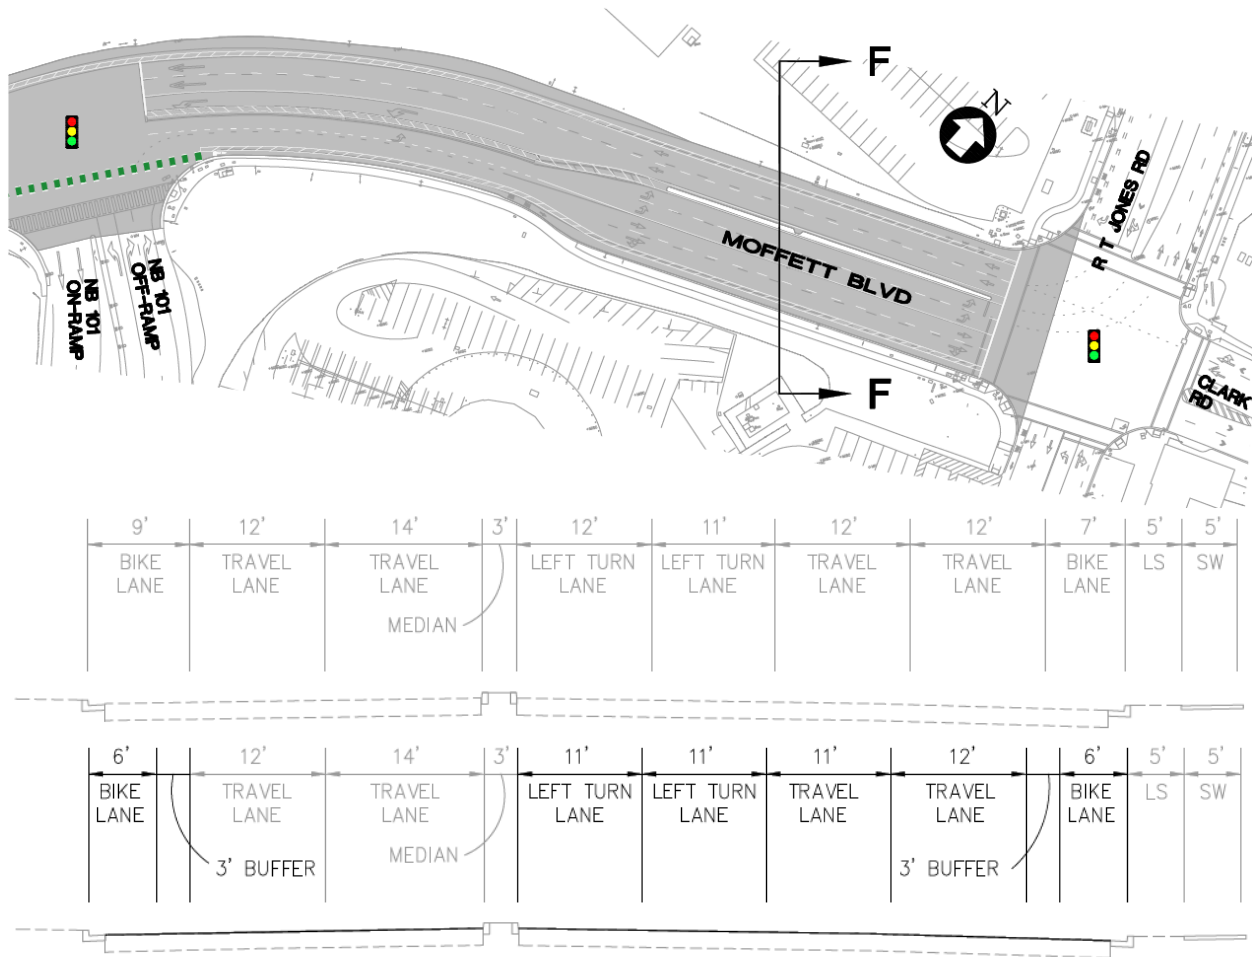 F
N
R T JONES RD
MOFFETT BLVD
NB 101
OFF-RAMP
NB 101
ON-RAMP
F
CLARK
RD
9' 12' 14' 3' 12' 11' 12' 12' 7' 5' 5'
BIKE LANE TRAVEL LANE TRAVEL LANE LEFT TURN LANE LEFT TURN LANE TRAVEL LANE TRAVEL LANE BIKE LANE LS SW
MEDIAN
6' 12' 14' 3' 11' 11' 11' 12' 6' 5' 5'
BIKE LANE TRAVEL LANE TRAVEL LANE LEFT TURN LANE LEFT TURN LANE TRAVEL LANE TRAVEL LANE BIKE LANE LS SW
3' BUFFER MEDIAN 3' BUFFER